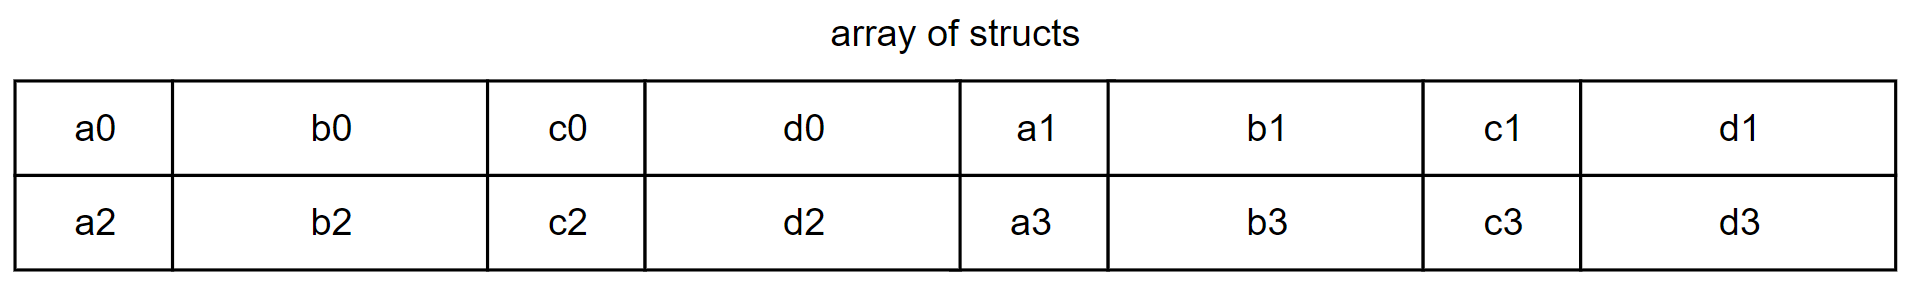 array of structs
a0 b0 c0 d0 a1 b1 c1 d1
a2 b2 c2 d2 a3 b3 c3 d3